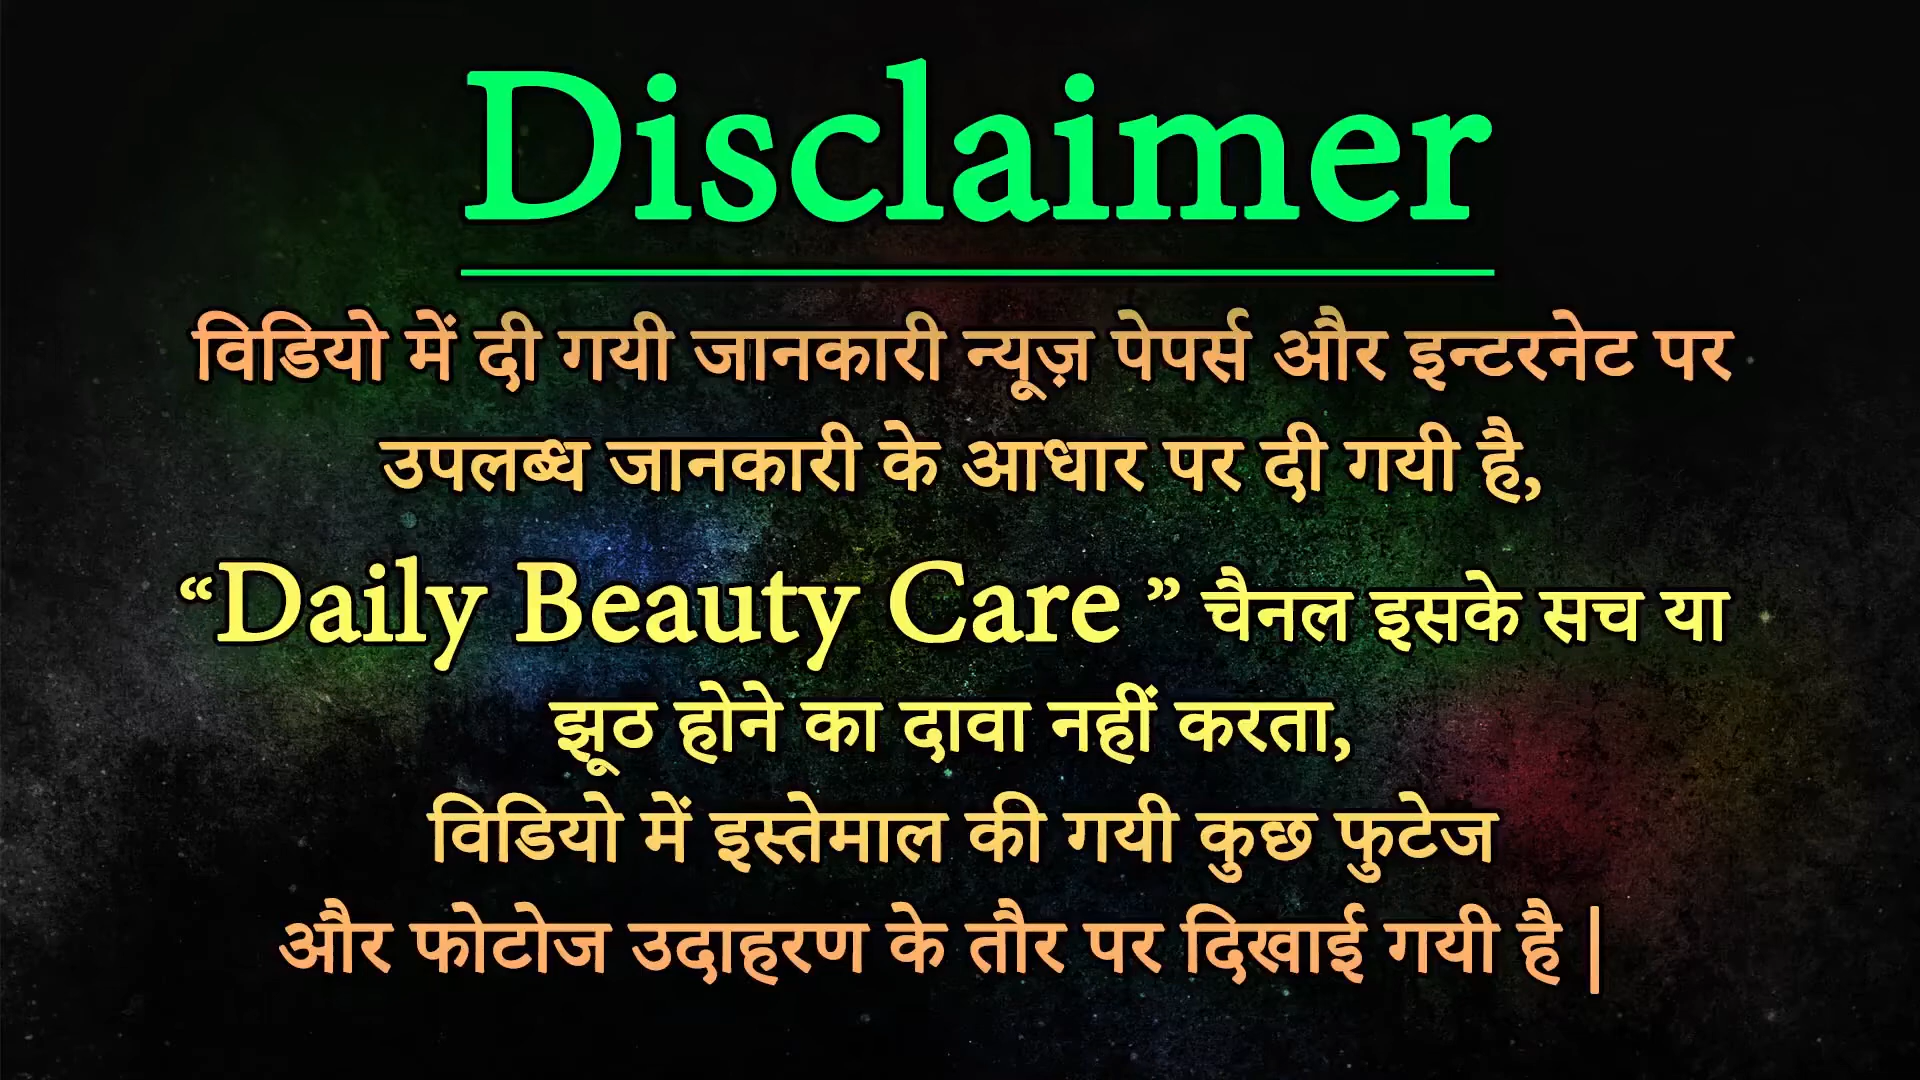 Disclaimer
विडियो में दी गयी जानकारी न्यूज़ पेपर्स और इन्टरनेट पर
उपलब्ध जानकारी के आधार पर दी गयी है,
“Daily Beauty Care ” चैनल इसके सच या
झूठ होने का दावा नहीं करता,
विडियो में इस्तेमाल की गयी कुछ फुटेज
और फोटोज उदाहरण के तौर पर दिखाई गयी है |